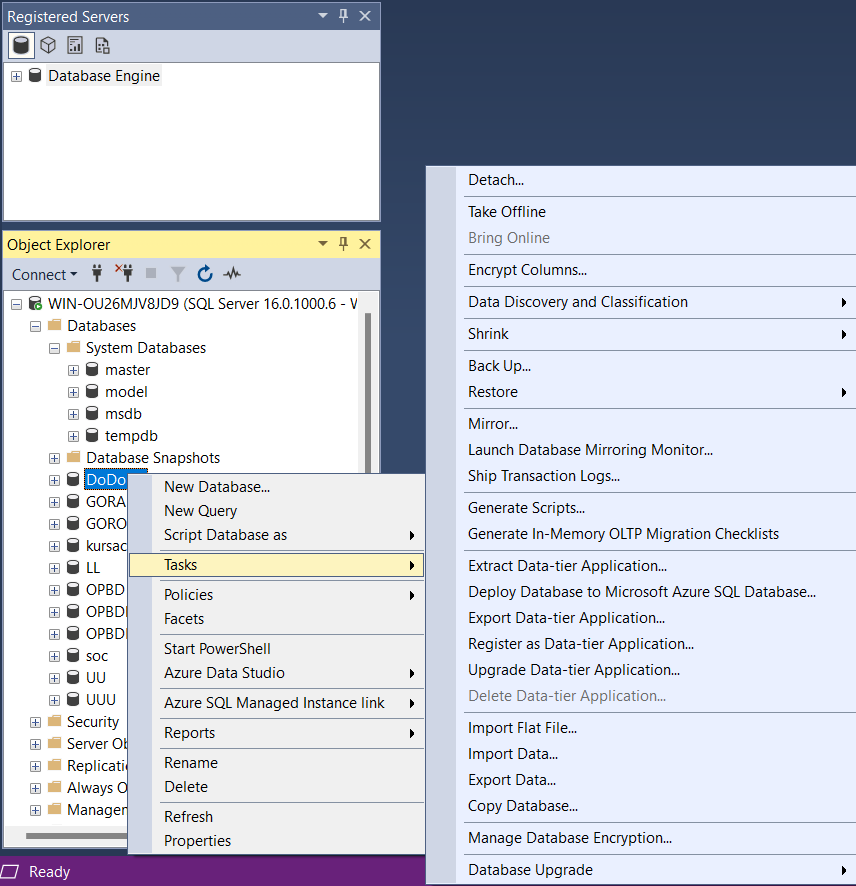 Registered Servers
Database Engine
Object Explorer
Connect
WIN-OU26MJV8JD9 (SQL Server 16.0.1000.6 - W
Databases
System Databases
master
model
msdb
tempdb
Database Snapshots
DoDo
GORA
GORO
kursac
LL
OPBD
OPBDI
OPBDI
soc
UU
UUU
Security
Server Ob
Replicatio
Always O
Managem
Ready
New Database...
New Query
Script Database as
Tasks
Policies
Facets
Start PowerShell
Azure Data Studio
Azure SQL Managed Instance link
Reports
Rename
Delete
Refresh
Properties
Detach...
Take Offline
Bring Online
Encrypt Columns...
Data Discovery and Classification
Shrink
Back Up...
Restore
Mirror...
Launch Database Mirroring Monitor...
Ship Transaction Logs...
Generate Scripts...
Generate In-Memory OLTP Migration Checklists
Extract Data-tier Application...
Deploy Database to Microsoft Azure SQL Database...
Export Data-tier Application...
Register as Data-tier Application...
Upgrade Data-tier Application...
Delete Data-tier Application...
Import Flat File...
Import Data...
Export Data...
Copy Database...
Manage Database Encryption...
Database Upgrade